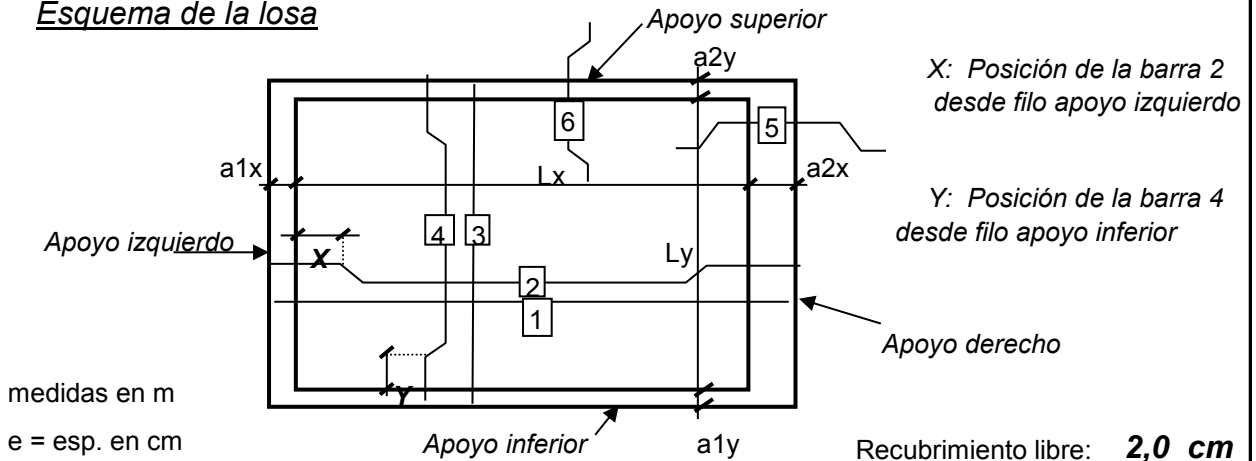 Esquema de la losa
Apoyo superior
a2y
X: Posición de la barra 2
desde filo apoyo izquierdo
6
5
a1x
Lx
a2x
Y: Posición de la barra 4
desde filo apoyo inferior
4
3
Apoyo izquierdo
X
Ly
2
1
Apoyo derecho
Y
medidas en m
e = esp. en cm
Apoyo inferior
a1y
Recubrimiento libre: 2,0 cm